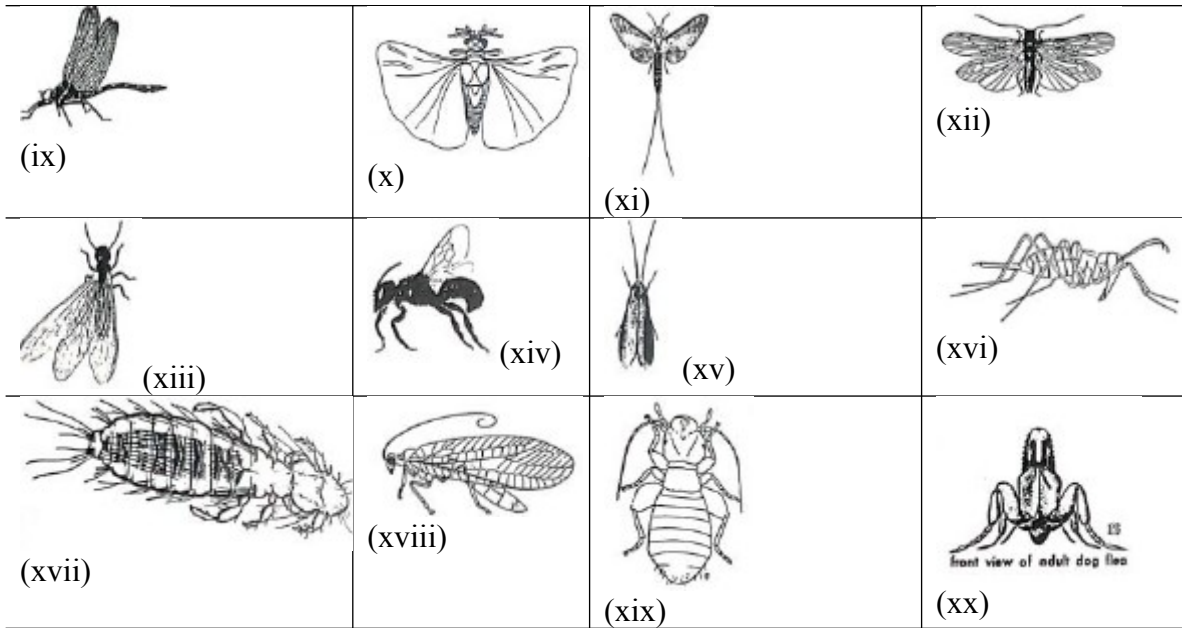 (ix)
(x)
(xi)
(xii)
(xiii)
(xiv)
(xv)
(xvi)
(xvii)
(xviii)
(xix)
front view of adult dog flea
(xx)